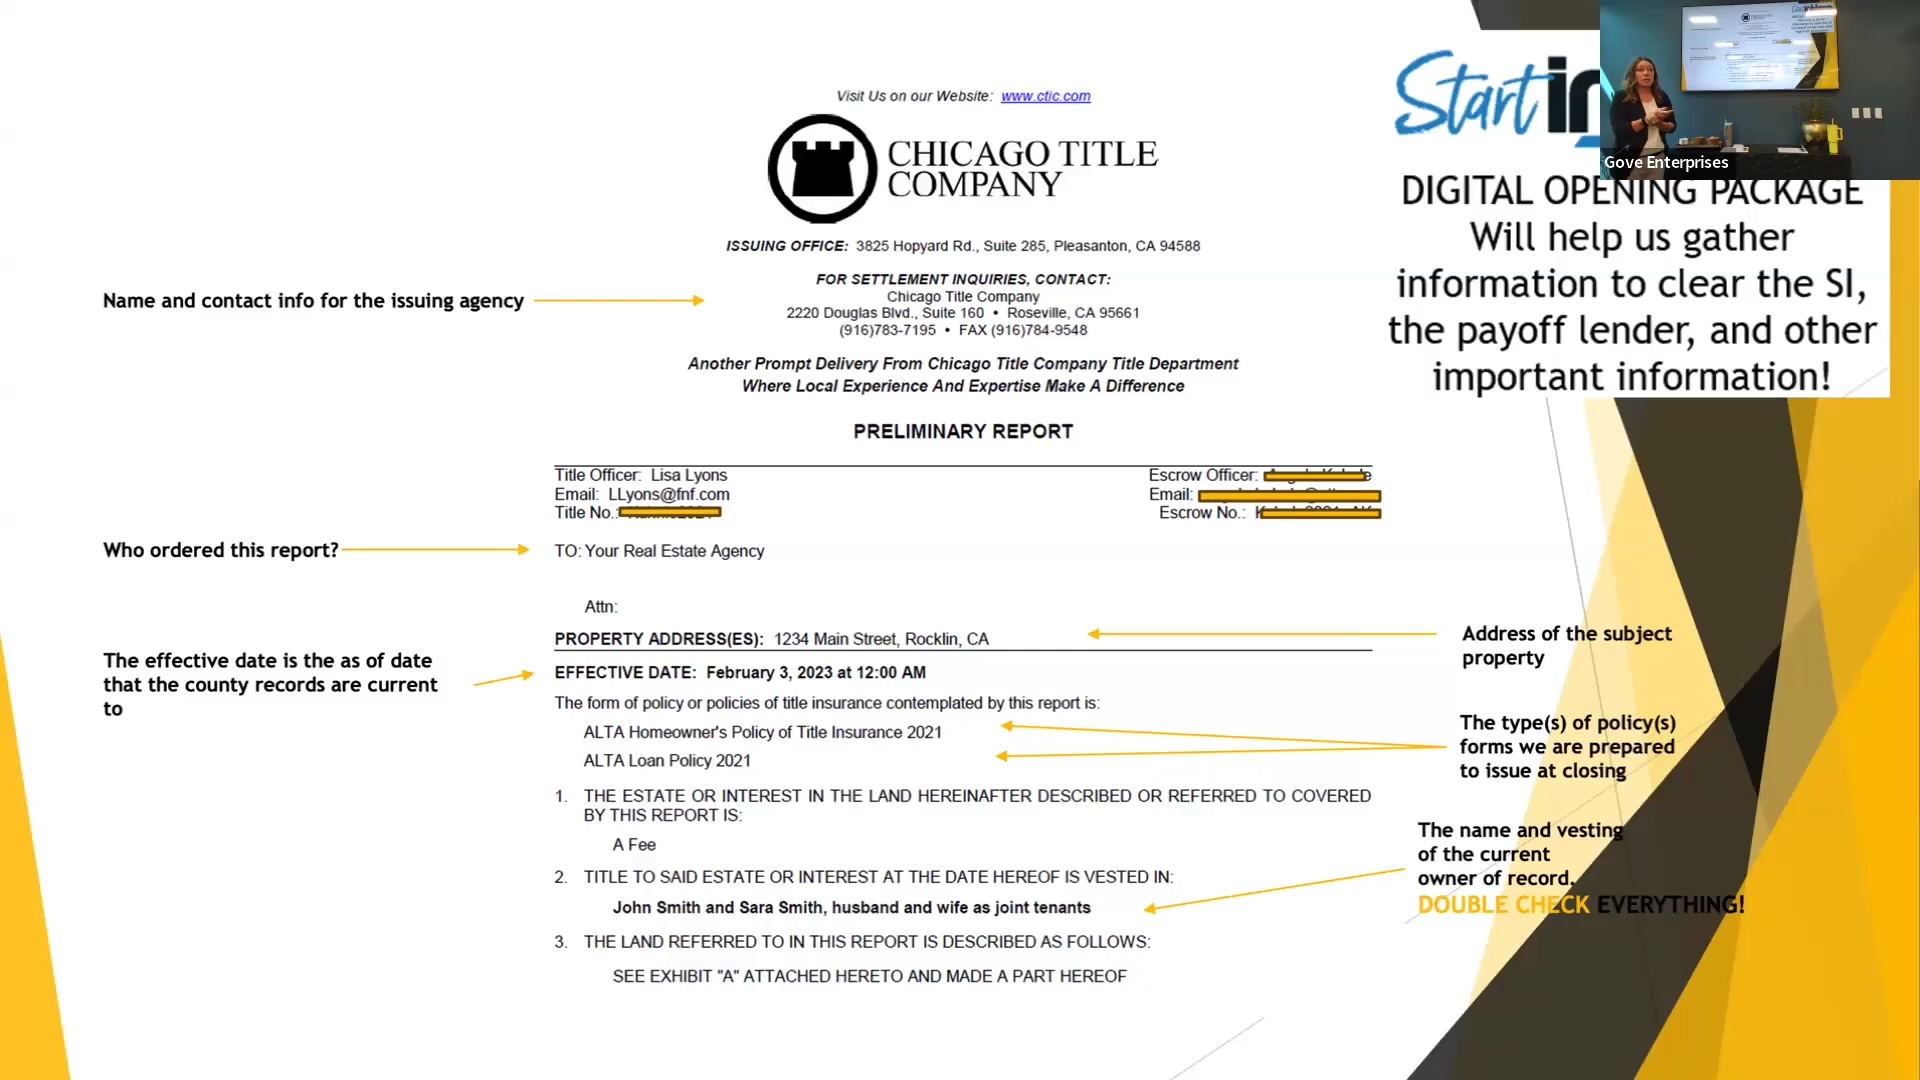 Visit Us on our Website: www.ctic.com
CHICAGO TITLE
COMPANY
ISSUING OFFICE: 3825 Hopyard Rd., Suite 285, Pleasanton, CA 94588
FOR SETTLEMENT INQUIRIES, CONTACT:
Chicago Title Company
2220 Douglas Blvd., Suite 160 • Roseville, CA 95661
(916)783-7195 • FAX (916)784-9548
Another Prompt Delivery From Chicago Title Company Title Department
Where Local Experience And Expertise Make A Difference
PRELIMINARY REPORT
Name and contact info for the issuing agency
Start in
Gove Enterprises
DIGITAL OPENING PACKAGE
Will help us gather
information to clear the SI,
the payoff lender, and other
important information!
Title Officer: Lisa Lyons
Escrow Officer:
Email: LLyons@fnf.com
Email:
Title No.:
Escrow No.:
Who ordered this report?
TO: Your Real Estate Agency
Attn:
PROPERTY ADDRESS(ES): 1234 Main Street, Rocklin, CA
Address of the subject
property
The effective date is the as of date
that the county records are current
to
EFFECTIVE DATE: February 3, 2023 at 12:00 AM
The form of policy or policies of title insurance contemplated by this report is:
ALTA Homeowner's Policy of Title Insurance 2021
ALTA Loan Policy 2021
The type(s) of policy(s)
forms we are prepared
to issue at closing
1. THE ESTATE OR INTEREST IN THE LAND HEREINAFTER DESCRIBED OR REFERRED TO COVERED
BY THIS REPORT IS:
A Fee
2. TITLE TO SAID ESTATE OR INTEREST AT THE DATE HEREOF IS VESTED IN:
John Smith and Sara Smith, husband and wife as joint tenants
The name and vesting
of the current
owner of record.
DOUBLE CHECK EVERYTHING!
3. THE LAND REFERRED TO IN THIS REPORT IS DESCRIBED AS FOLLOWS:
SEE EXHIBIT "A" ATTACHED HERETO AND MADE A PART HEREOF